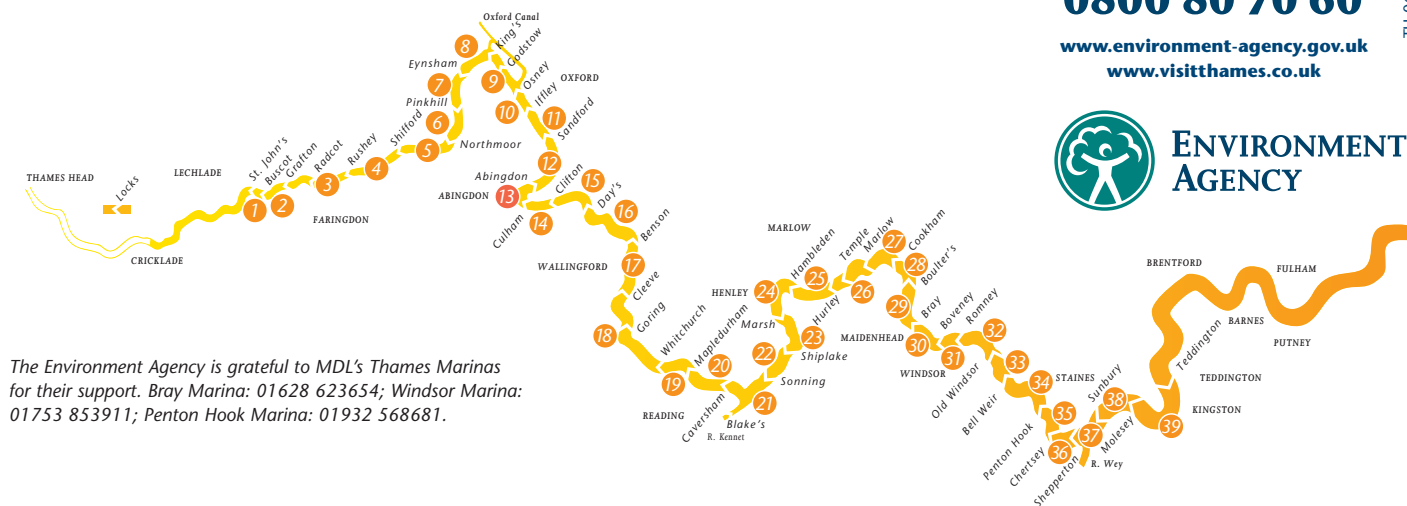 0800 80 70 60
www.environment-agency.gov.uk
www.visitthames.co.uk
ENVIRONMENT
AGENCY
Oxford Canal
King's
8
Godstow
Eynsham
9
Osney
OXFORD
7
Iffley
Pinkhill
10
11
6
Sandford
Shifford
5
Northmoor
12
St. John's
Buscot
Grafton
Radcot
Rushey
4
THAMES HEAD
Locks
LECHLADE
3
1
2
FARINGDON
CRICKLADE
Abingdon
Clifton
15
ABINGDON
13
Day's
16
Culham
14
Benson
WALLINGFORD
17
Cleeve
18
Goring
Whitchurch
Mapledurham
19
20
READING
Caversham
Blake's
R. Kennet
21
22
Sonning
MARLOW
Hambleden
HENLEY
24
25
Marsh
Hurley
23
Shiplake
Temple
Marlow
27
Cookham
26
28
Boulter's
29
Bray
MAIDENHEAD
30
Boveney
Romney
WINDSOR
31
32
Old Windsor
33
Bell Weir
34
STAINES
35
Penton Hook
Chertsey
36
Shepperton
37
R. Wey
Sunbury
38
Molesey
39
KINGSTON
TEDDINGTON
Teddington
BRENTFORD
FULHAM
BARNES
PUTNEY
The Environment Agency is grateful to MDL's Thames Marinas
for their support. Bray Marina: 01628 623654; Windsor Marina:
01753 853911; Penton Hook Marina: 01932 568681.